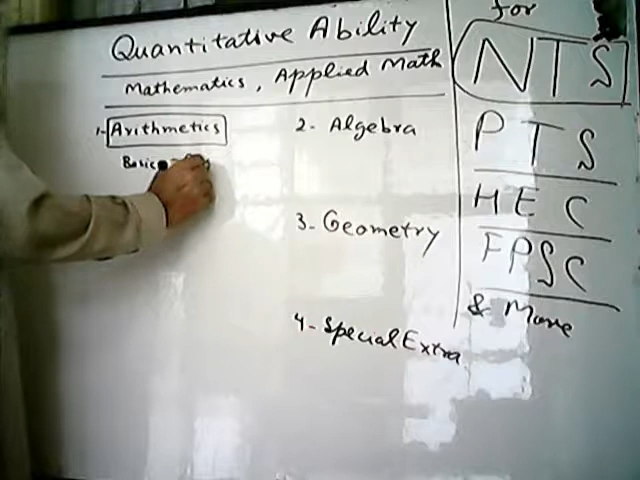 Quantitative Ability
Mathematics, Applied Math
1- Arithmetics
Basic
2- Algebra
3- Geometry
4- Special Extra
for
NTS
PTS
HEC
FPSC
& More